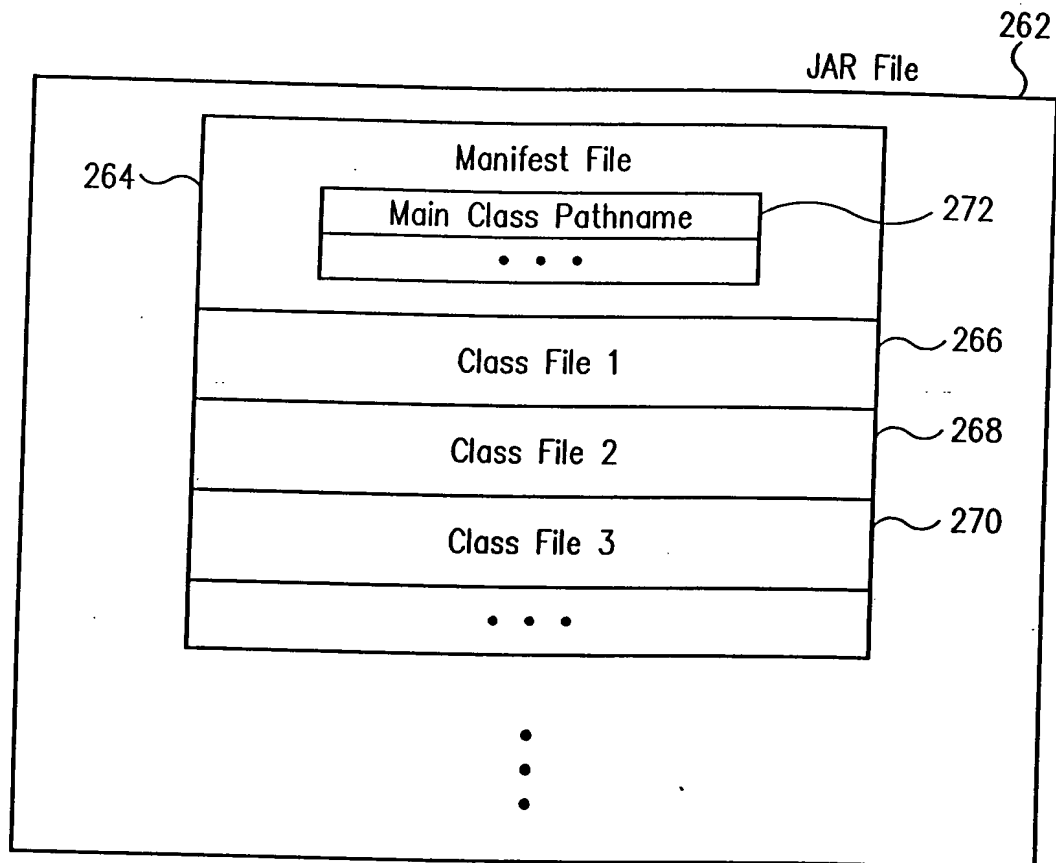 262
JAR File
Manifest File
264
Main Class Pathname
272
• • •
Class File 1
266
Class File 2
268
Class File 3
270
• • •